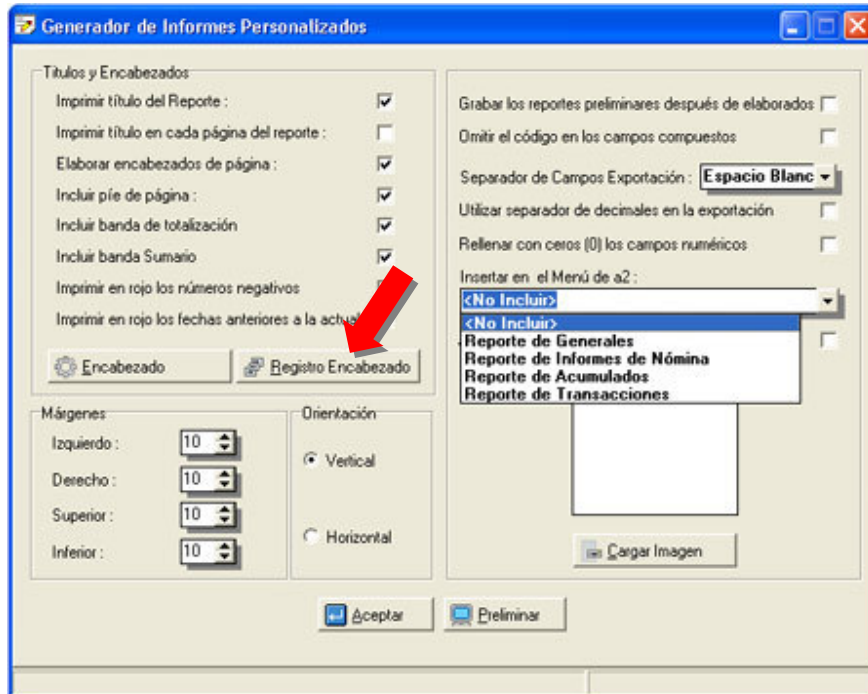 Generador de Informes Personalizados
Titulos y Encabezados
Imprimir título del Reporte :
Imprimir título en cada página del reporte :
Elaborar encabezados de página :
Incluir píe de página :
Incluir banda de totalización
Incluir banda Sumario
Imprimir en rojo los números negativos
Imprimir en rojo los fechas anteriores a la actual
Encabezado
Registro Encabezado
Márgenes
Izquierdo :
10
Derecho :
10
Superior :
10
Inferior :
10
Orientación
Vertical
Horizontal
Grabar los reportes preliminares después de elaborados
Omitir el código en los campos compuestos
Separador de Campos Exportación : Espacio Blanc
Utilizar separador de decimales en la exportación
Rellenar con ceros (0) los campos numéricos
Insertar en el Menú de a2 :
<No Incluir>
<No Incluir>
Reporte de Generales
Reporte de Informes de Nómina
Reporte de Acumulados
Reporte de Transacciones
Cargar Imagen
Aceptar
Preliminar